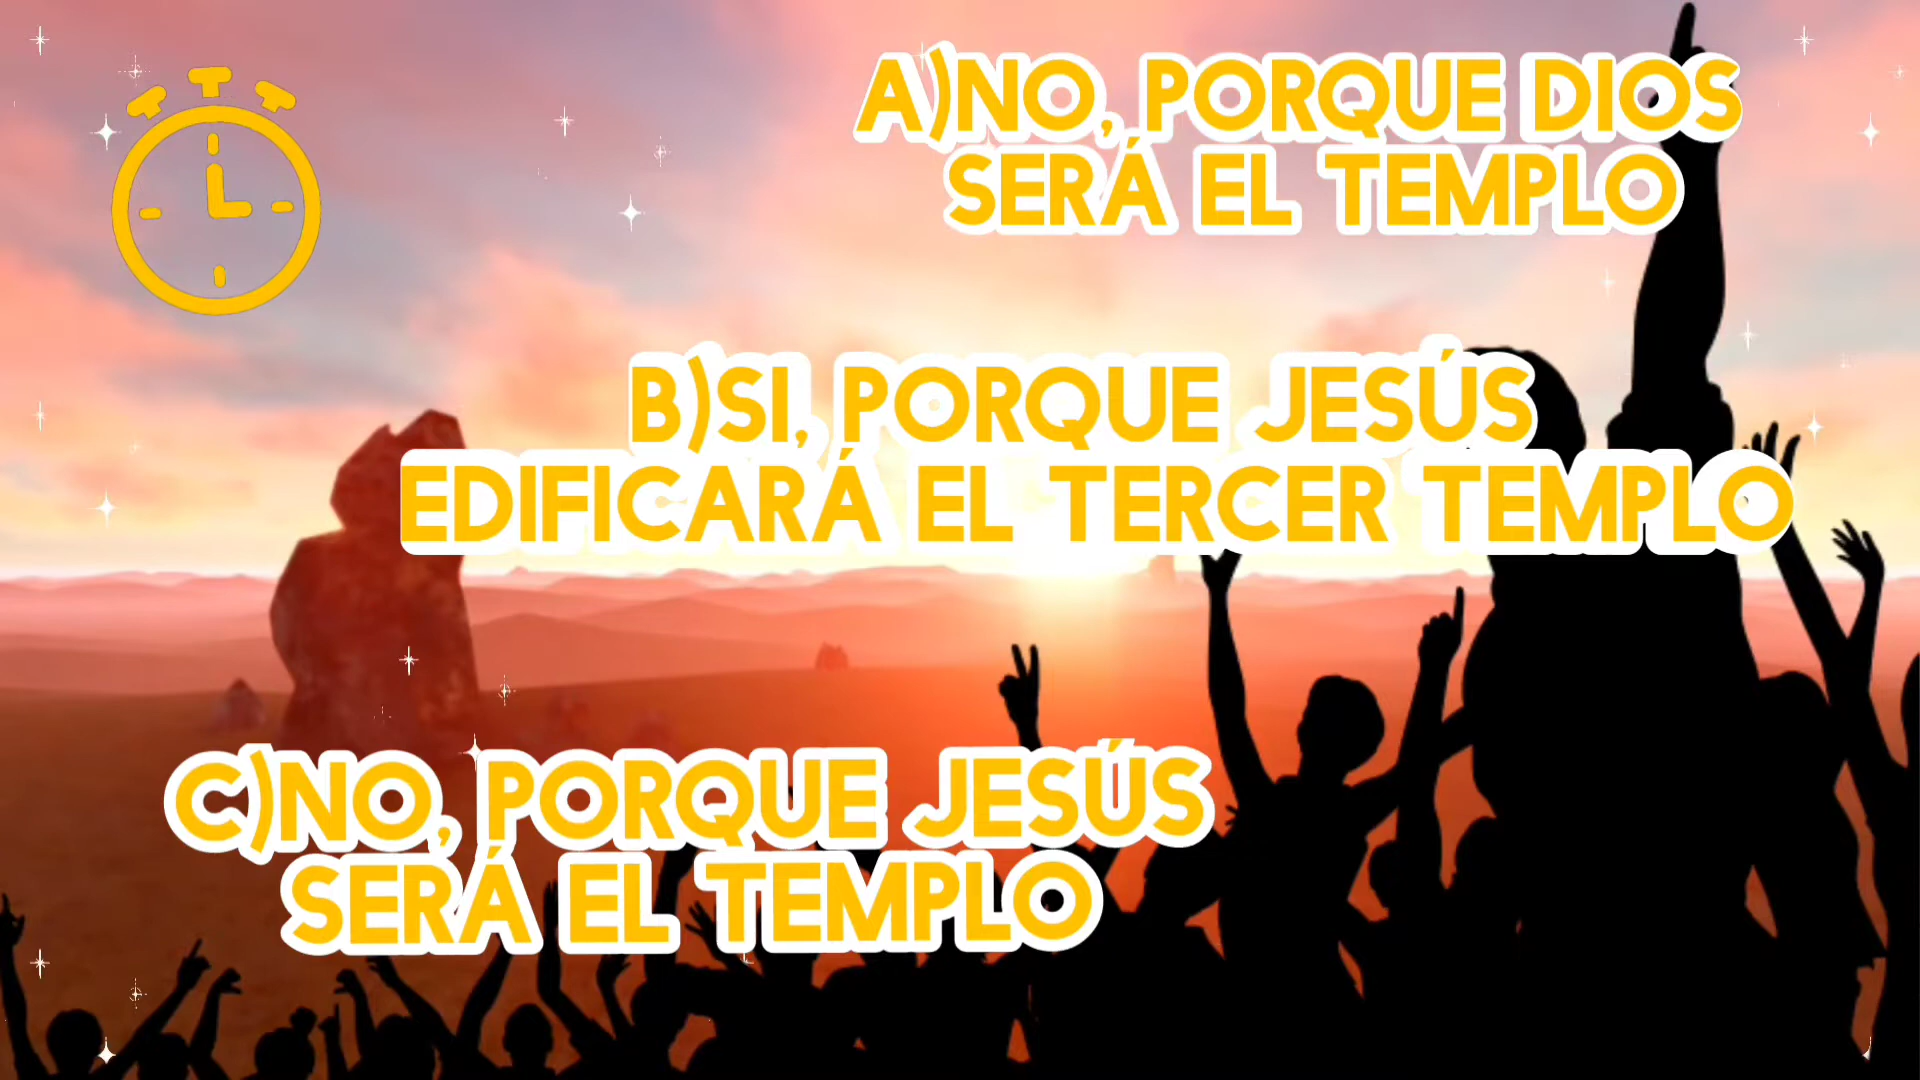 A)NO, PORQUE DIOS
SERÁ EL TEMPLO
B)SI, PORQUE JESÚS
EDIFICARÁ EL TERCER TEMPLO
C)NO, PORQUE JESÚS
SERÁ EL TEMPLO